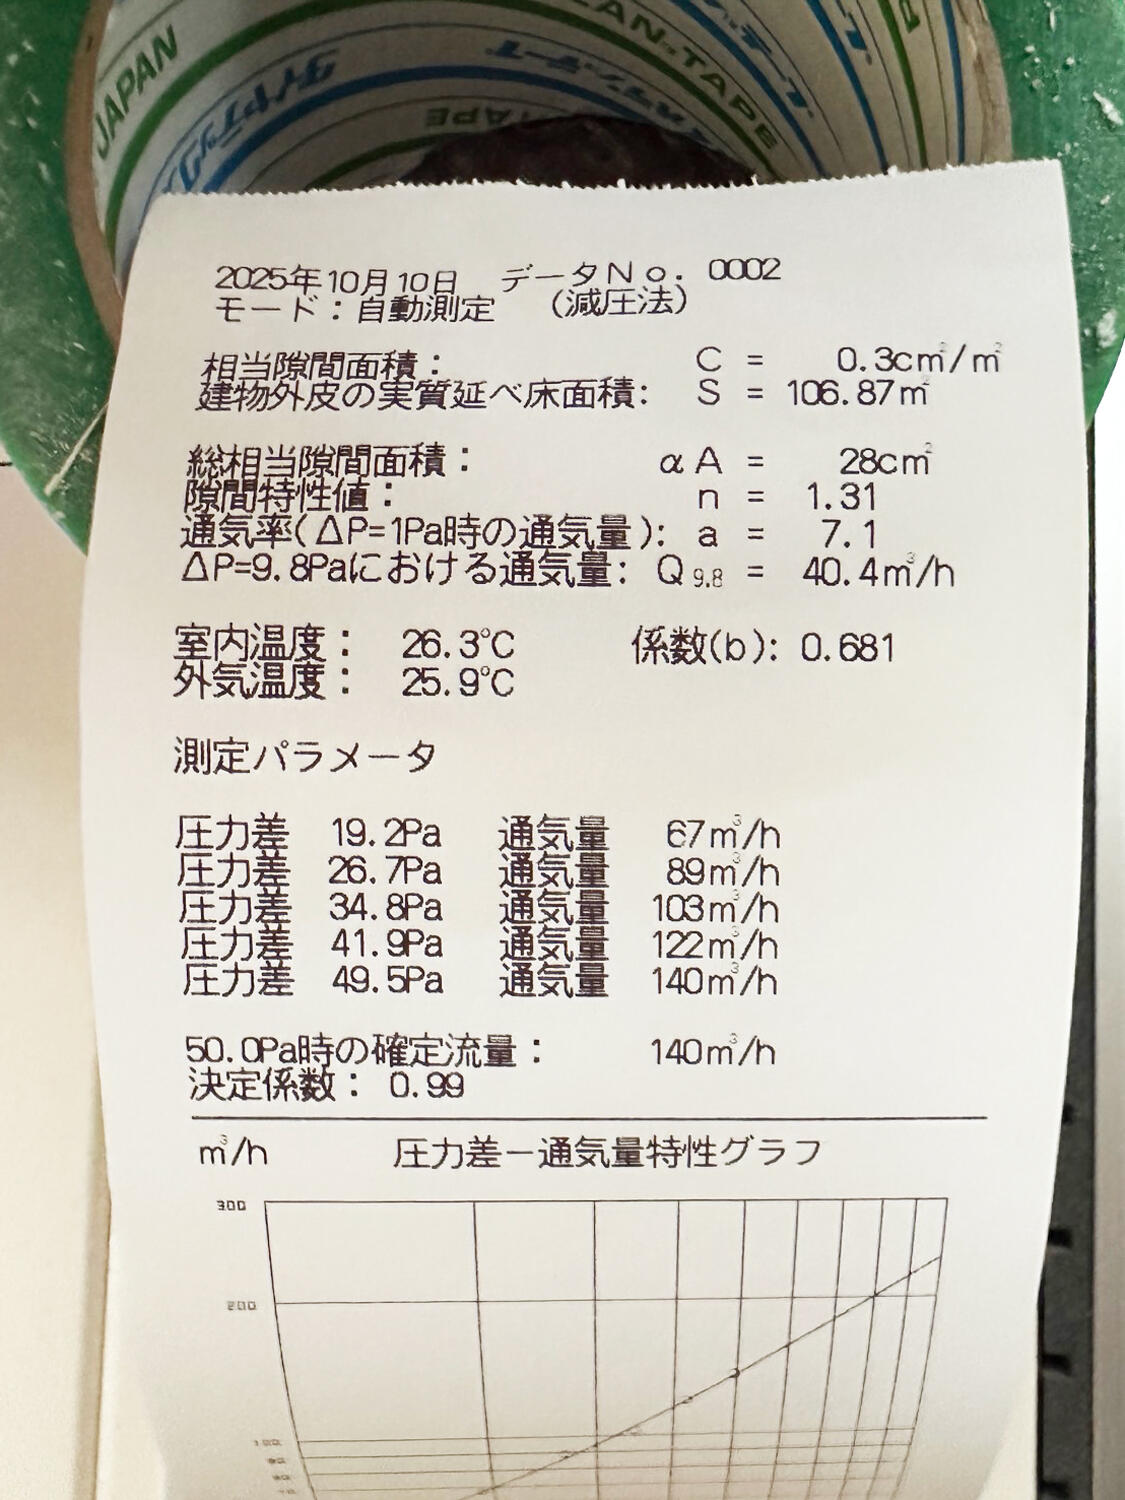 JAPAN
AN-TAPE
TAPE
2025年10月10日 データNo. 0002
モード：自動測定 (減圧法)
相当隙間面積： C = 0.3cm²/m²
建物外皮の実質延べ床面積: S = 106.87m²
総相当隙間面積： αA = 28cm²
隙間特性値： n = 1.31
通気率(ΔP=1Pa時の通気量): a = 7.1
ΔP=9.8Paにおける通気量: Q9.8 = 40.4m³/h
室内温度： 26.3℃ 係数(b): 0.681
外気温度： 25.9℃
測定パラメータ
圧力差 19.2Pa 通気量 67m³/h
圧力差 26.7Pa 通気量 89m³/h
圧力差 34.8Pa 通気量 103m³/h
圧力差 41.9Pa 通気量 122m³/h
圧力差 49.5Pa 通気量 140m³/h
50.0Pa時の確定流量： 140m³/h
決定係数： 0.99
m³/h 圧力差ー通気量特性グラフ
300
200
100